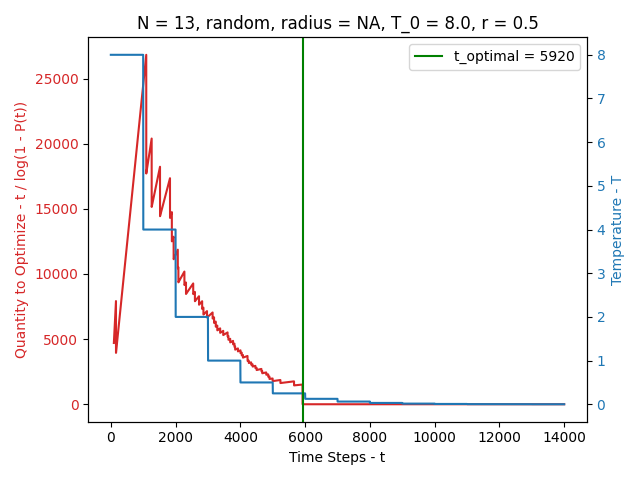 N = 13, random, radius = NA, T_0 = 8.0, r = 0.5
t_optimal = 5920
Quantity to Optimize - t / log(1 - P(t))
25000
20000
15000
10000
5000
0
Temperature - T
8
7
6
5
4
3
2
1
0
0 2000 4000 6000 8000 10000 12000 14000
Time Steps - t